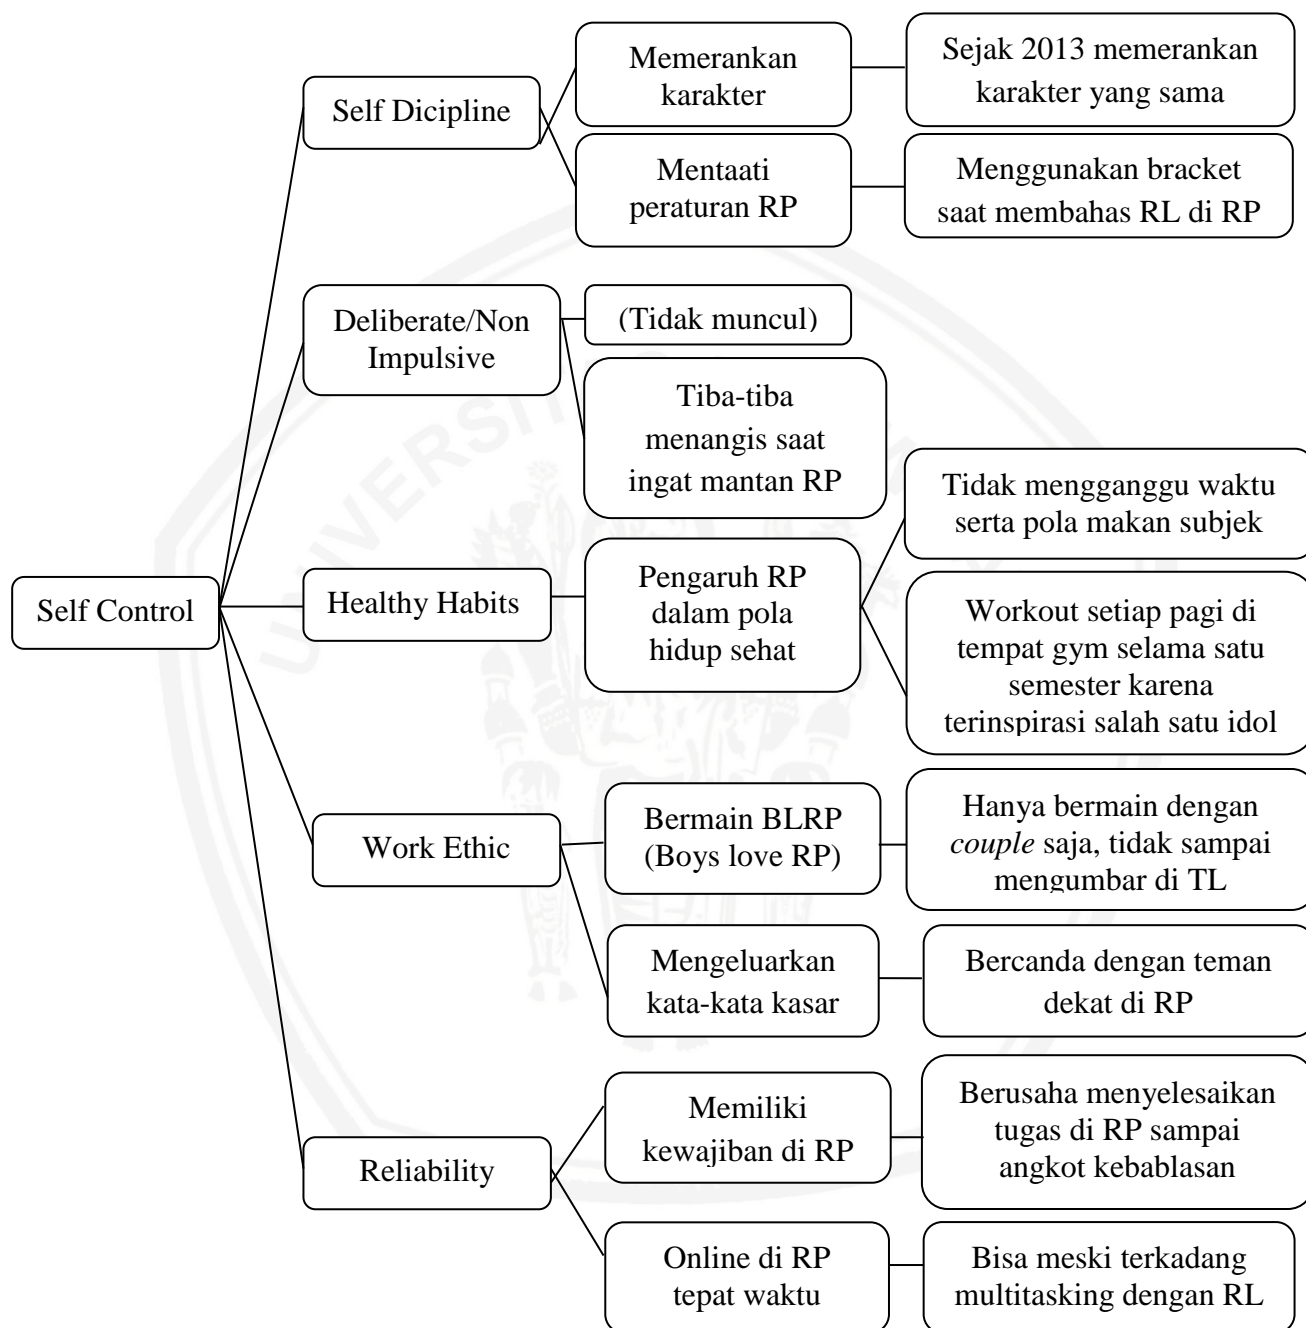 Self Control
Self Dicipline
Memerankan
karakter
Sejak 2013 memerankan
karakter yang sama
Mentaati
peraturan RP
Menggunakan bracket
saat membahas RL di RP
Deliberate/Non
Impulsive
(Tidak muncul)
Tiba-tiba
menangis saat
ingat mantan RP
Healthy Habits
Pengaruh RP
dalam pola
hidup sehat
Tidak mengganggu waktu
serta pola makan subjek
Workout setiap pagi di
tempat gym selama satu
semester karena
terinspirasi salah satu idol
Work Ethic
Bermain BLRP
(Boys love RP)
Hanya bermain dengan
couple saja, tidak sampai
mengumbar di TL
Mengeluarkan
kata-kata kasar
Bercanda dengan teman
dekat di RP
Reliability
Memiliki
kewajiban di RP
Berusaha menyelesaikan
tugas di RP sampai
angkot kebablasan
Online di RP
tepat waktu
Bisa meski terkadang
multitasking dengan RL